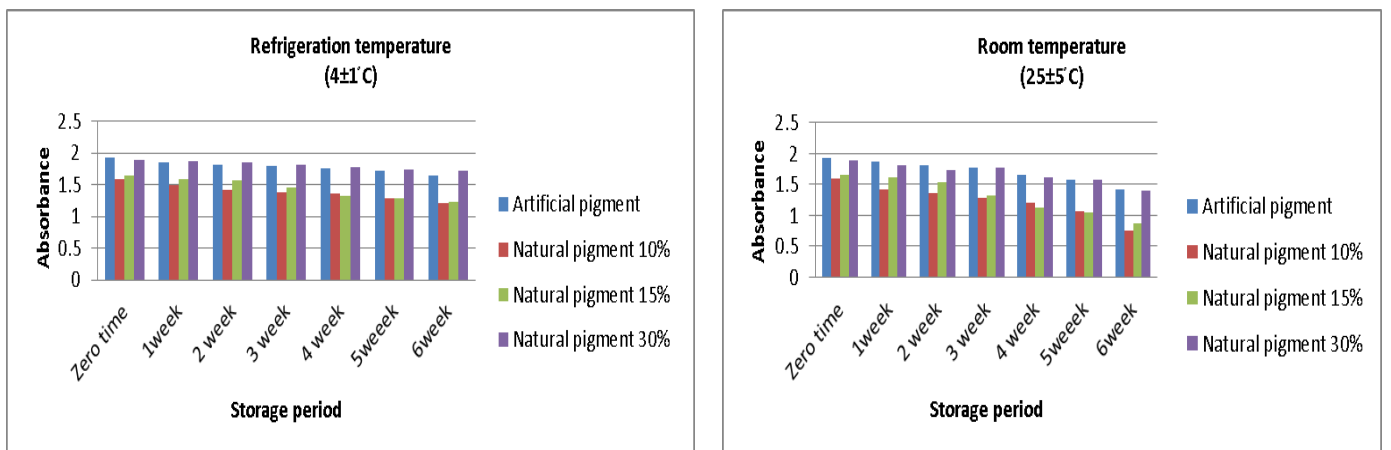 Refrigeration temperature
(4±1°C)
2.5
2
1.5
1
0.5
0
Absorbance
Zero time
1week
2 week
3 week
4 week
5weeek
6week
Storage period
Artificial pigment
Natural pigment 10%
Natural pigment 15%
Natural pigment 30%
Room temperature
(25±5°C)
2.5
2
1.5
1
0.5
0
Absorbance
Zero time
1week
2 week
3 week
4 week
5weeek
6week
Storage period
Artificial pigment
Natural pigment 10%
Natural pigment 15%
Natural pigment 30%